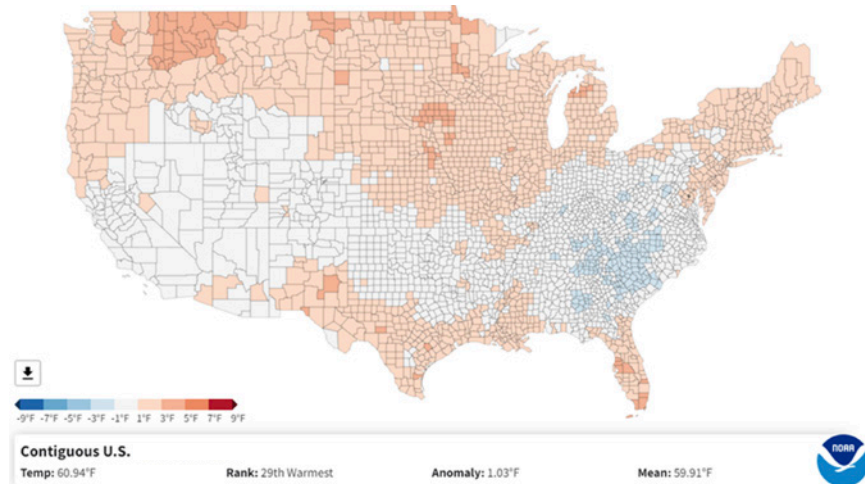 -9°F -7°F -5°F -3°F -1°F 1°F 3°F 5°F 7°F 9°F
Contiguous U.S.
Temp: 60.94°F Rank: 29th Warmest Anomaly: 1.03°F Mean: 59.91°F
NOAA